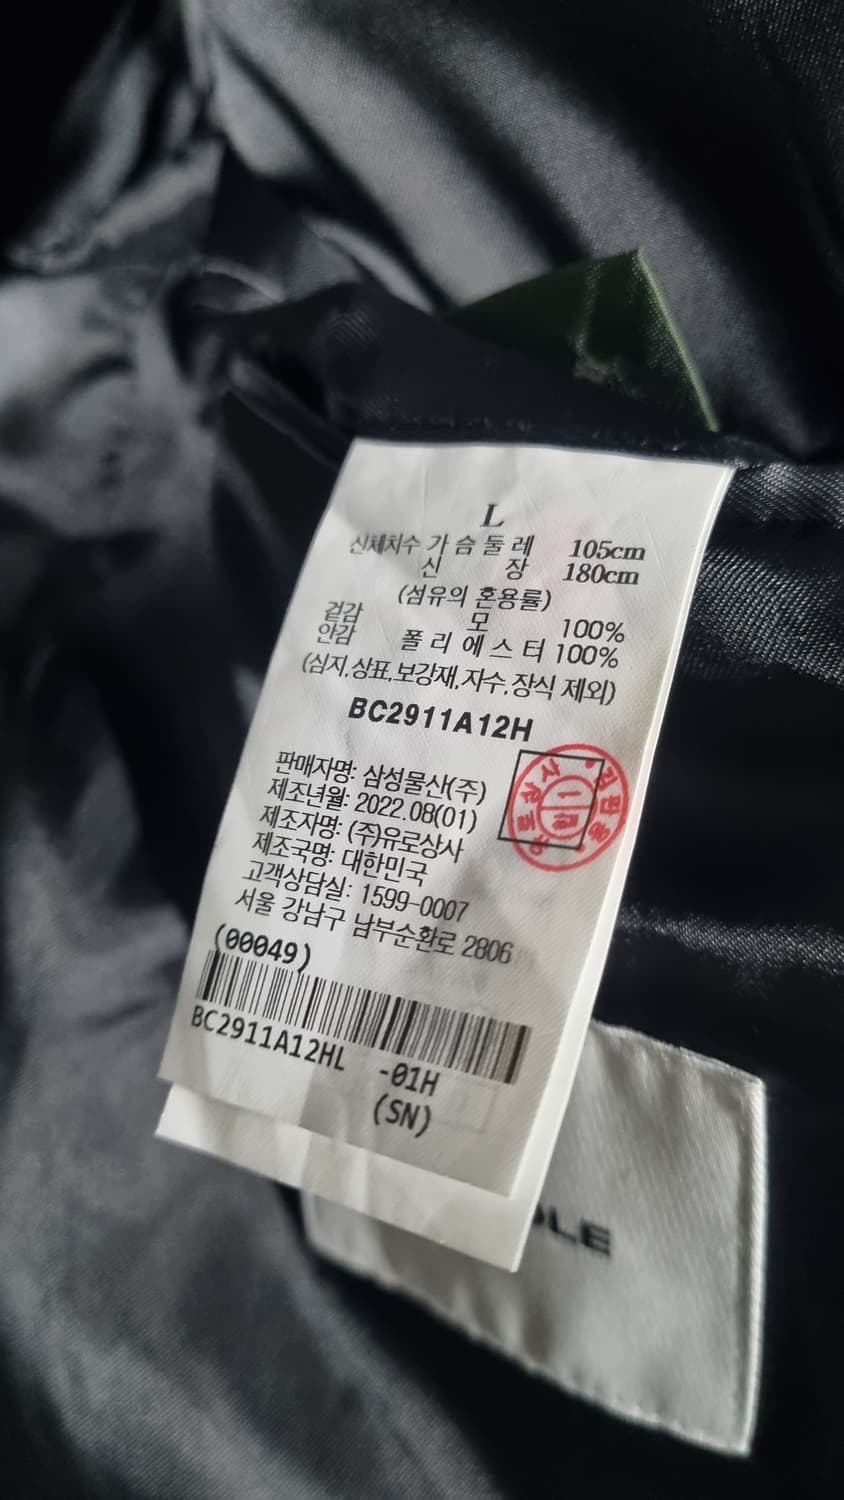 L
신체치수 가 슴 둘 레 105cm
신 장 180cm
(섬유의 혼용률)
겉감 모 100%
안감 폴 리 에 스 터 100%
(심지,상표,보강재,자수,장식 제외)
BC2911A12H
판매자명: 삼성물산(주)
제조년월: 2022.08(01)
제조자명: (주)유로상사
제조국명: 대한민국
고객상담실: 1599-0007
서울 강남구 남부순환로 2806
(00049)
BC2911A12HL -01H
(SN)